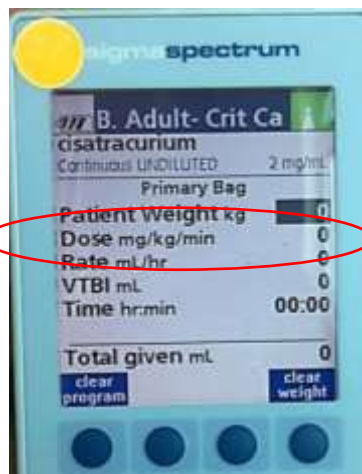 sigmaspectrum
B. Adult- Crit Ca
cisatracurium
Continuous UNDILUTED 2 mg/mL
Primary Bag
Patient Weight kg 0
Dose mg/kg/min 0
Rate mL/hr 0
VTBI mL 0
Time hr:min 00:00
Total given mL 0
clear program
clear weight